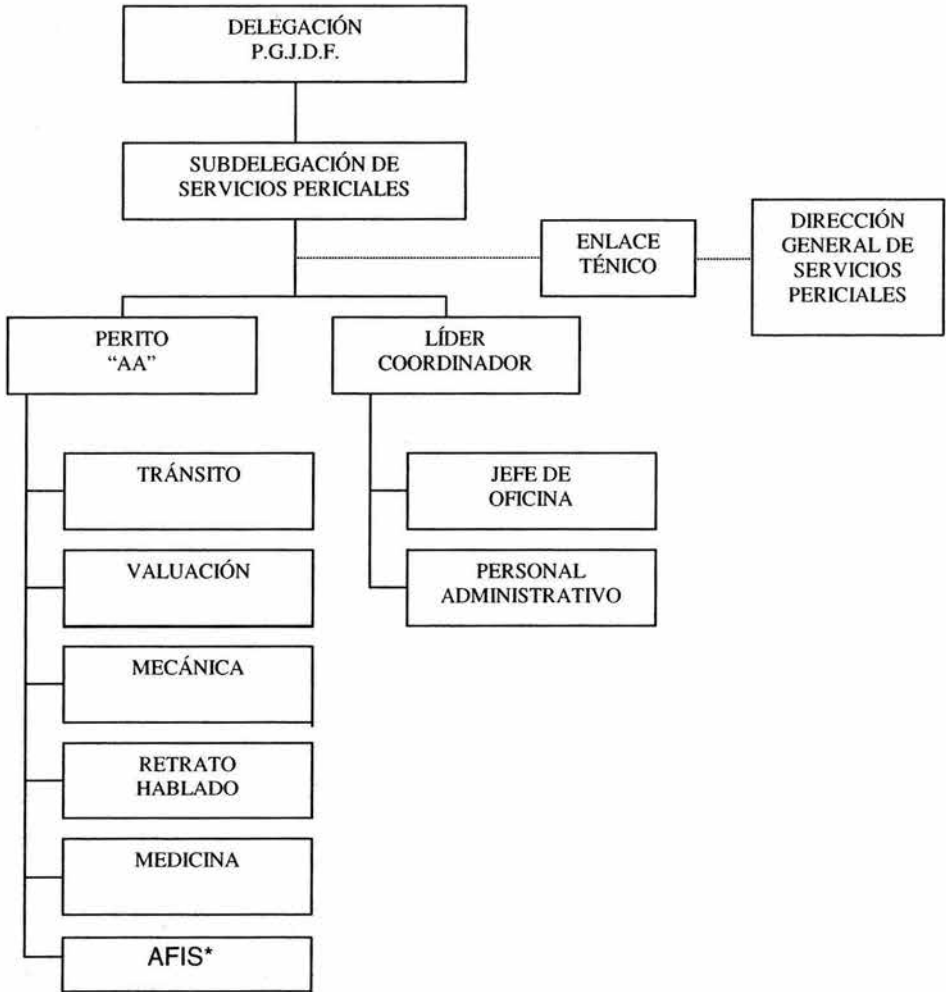 DELEGACIÓN
P.G.J.D.F.
SUBDELEGACIÓN DE
SERVICIOS PERICIALES
ENLACE
TÉNICO
DIRECCIÓN
GENERAL DE
SERVICIOS
PERICIALES
PERITO
“AA”
LÍDER
COORDINADOR
TRÁNSITO
VALUACIÓN
MECÁNICA
RETRATO
HABLADO
MEDICINA
AFIS*
JEFE DE
OFICINA
PERSONAL
ADMINISTRATIVO